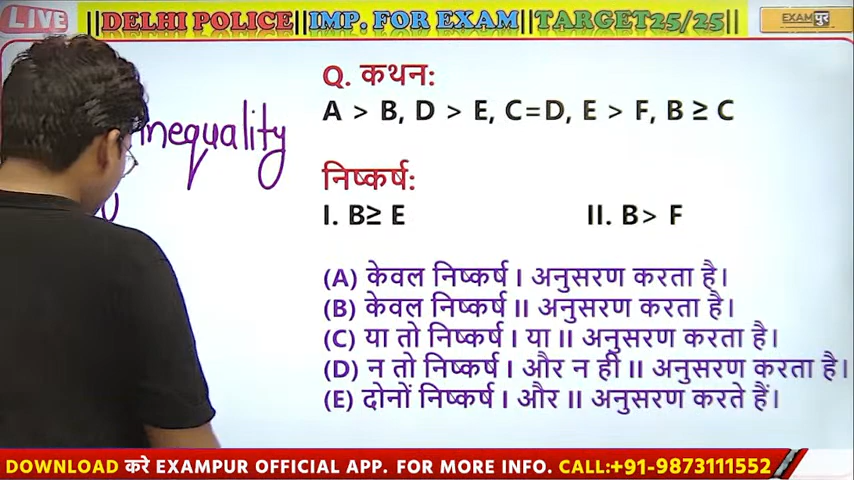 LIVE ||DELHI POLICE||IMP. FOR EXAM||TARGET25/25|| EXAMपुर
Q. कथन:
A > B, D > E, C=D, E > F, B ≥ C
inequality
निष्कर्ष:
I. B≥ E II. B> F
(A) केवल निष्कर्ष I अनुसरण करता है।
(B) केवल निष्कर्ष II अनुसरण करता है।
(C) या तो निष्कर्ष I या II अनुसरण करता है।
(D) न तो निष्कर्ष I और न ही II अनुसरण करता है।
(E) दोनों निष्कर्ष I और II अनुसरण करते हैं।
DOWNLOAD करे EXAMPUR OFFICIAL APP. FOR MORE INFO. CALL:+91-9873111552